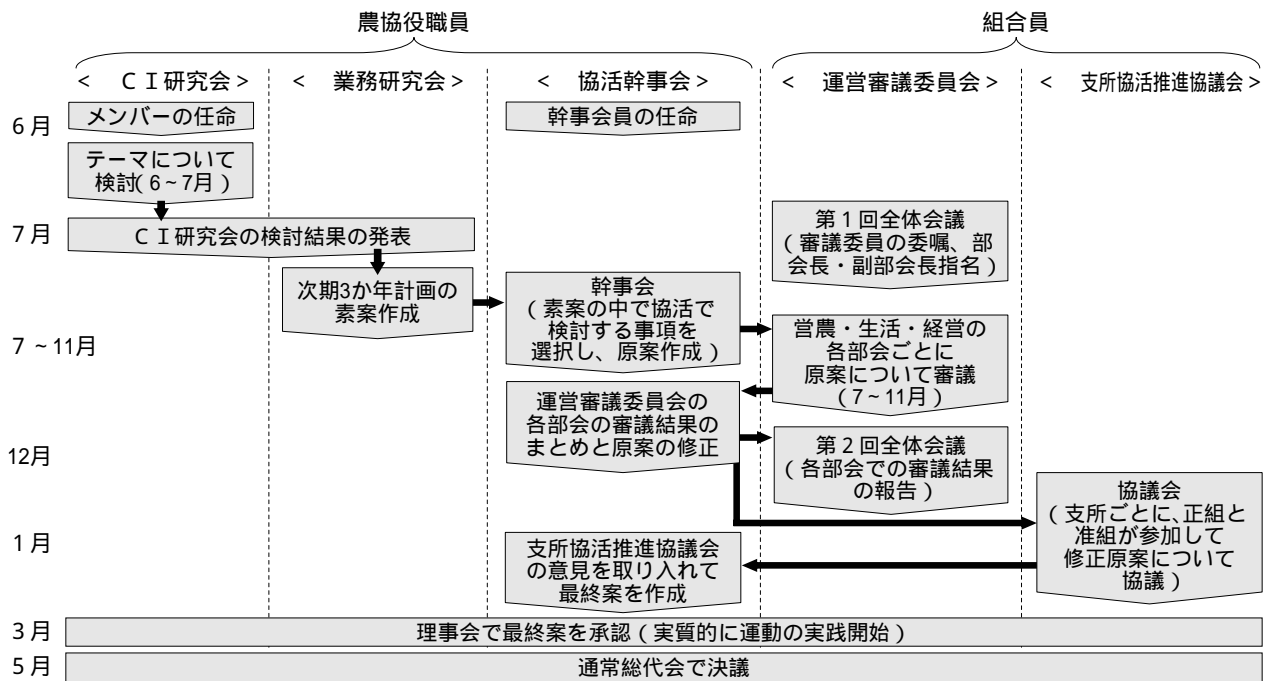 農協役職員
組合員
< ＣＩ研究会 >
< 業務研究会 >
< 協活幹事会 >
< 運営審議委員会 >
< 支所協活推進協議会 >
6月
メンバーの任命
幹事会員の任命
テーマについて
検討(6~7月)
7月
ＣＩ研究会の検討結果の発表
第1回全体会議
(審議委員の委嘱、部
会長・副部会長指名)
次期3か年計画の
素案作成
幹事会
(素案の中で協活で
検討する事項を
選択し、原案作成)
7~11月
営農・生活・経営の
各部会ごとに
原案について審議
(7~11月)
運営審議委員会の
各部会の審議結果の
まとめと原案の修正
12月
第2回全体会議
(各部会での審議結果
の報告)
協議会
(支所ごとに、正組と
准組が参加して
修正原案について
協議)
1月
支所協活推進協議会
の意見を取り入れて
最終案を作成
3月
理事会で最終案を承認(実質的に運動の実践開始)
5月
通常総代会で決議